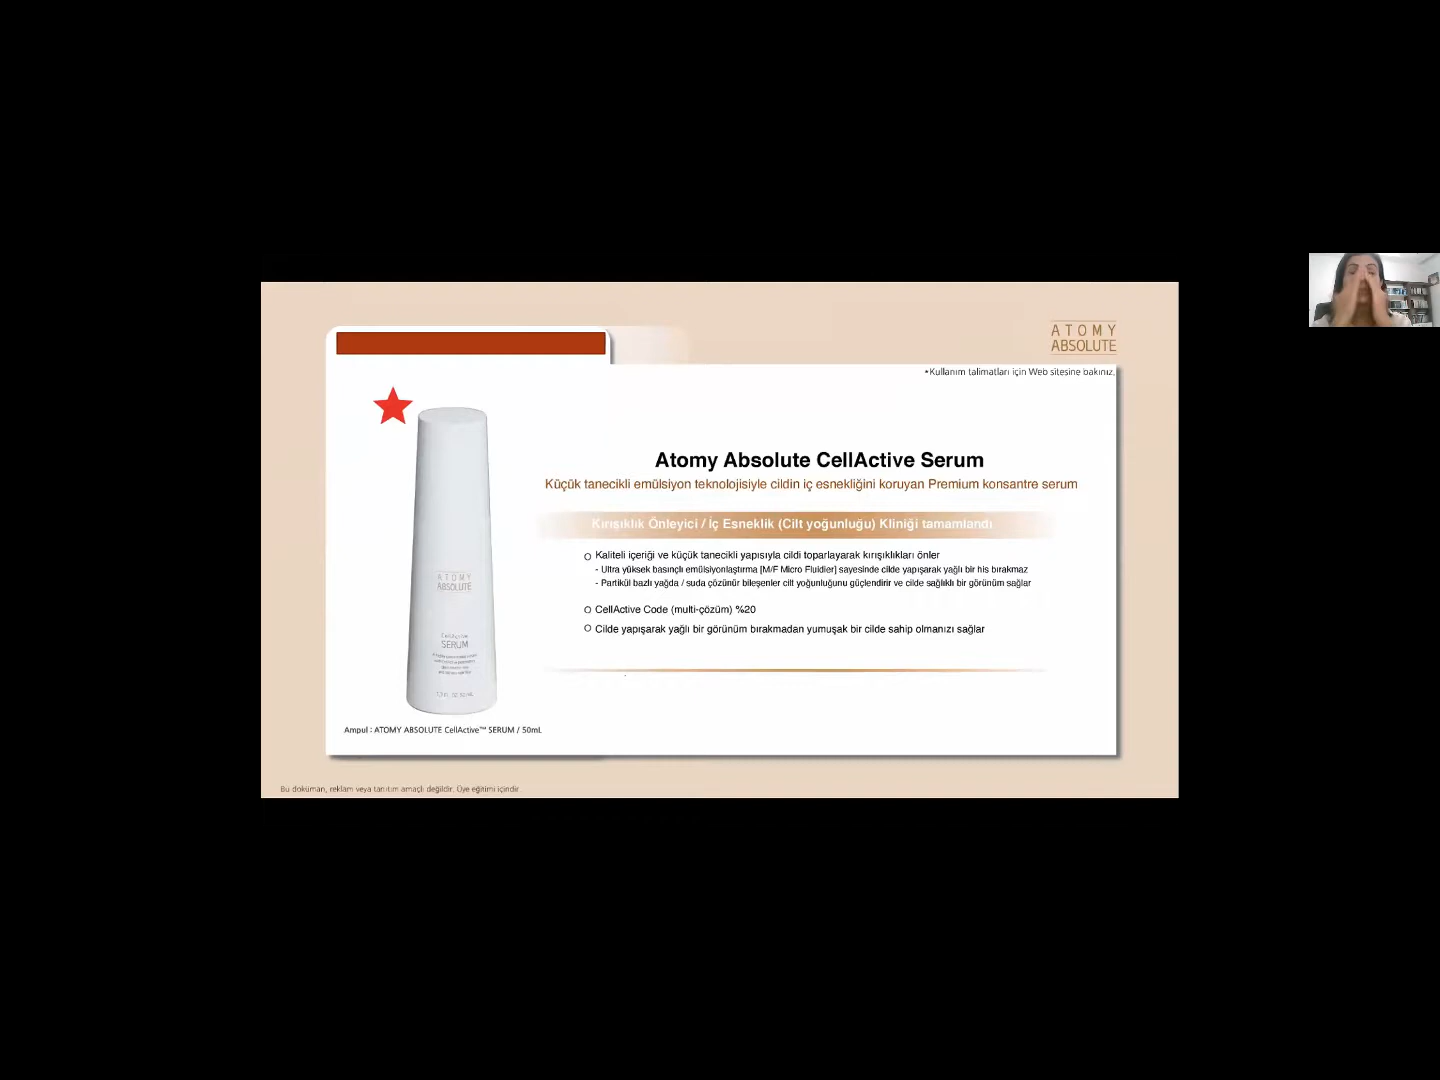 ATOMY
ABSOLUTE
*Kullanım talimatları için Web sitesine bakınız.
Atomy Absolute CellActive Serum
Küçük tanecikli emülsiyon teknolojisiyle cildin iç esnekliğini koruyan Premium konsantre serum
Kırışıklık Önleyici / İç Esneklik (Cilt yoğunluğu) Kliniği tamamlandı
Kaliteli içeriği ve küçük tanecikli yapısıyla cildi toparlayarak kırışıklıkları önler
- Ultra yüksek basınçlı emülsiyonlaştırma [M/F Micro Fluidier] sayesinde cilde yapışarak yağlı bir his bırakmaz
- Partikül bazlı yağda / suda çözünür bileşenler cilt yoğunluğunu güçlendirir ve cilde sağlıklı bir görünüm sağlar
CellActive Code (multi-çözüm) %20
Cilde yapışarak yağlı bir görünüm bırakmadan yumuşak bir cilde sahip olmanızı sağlar
ATOMY
ABSOLUTE
CellActive
SERUM
Ampul : ATOMY ABSOLUTE CellActive™ SERUM / 50mL
Bu doküman, reklam veya tanıtım amaçlı değildir. Üye eğitimi içindir.